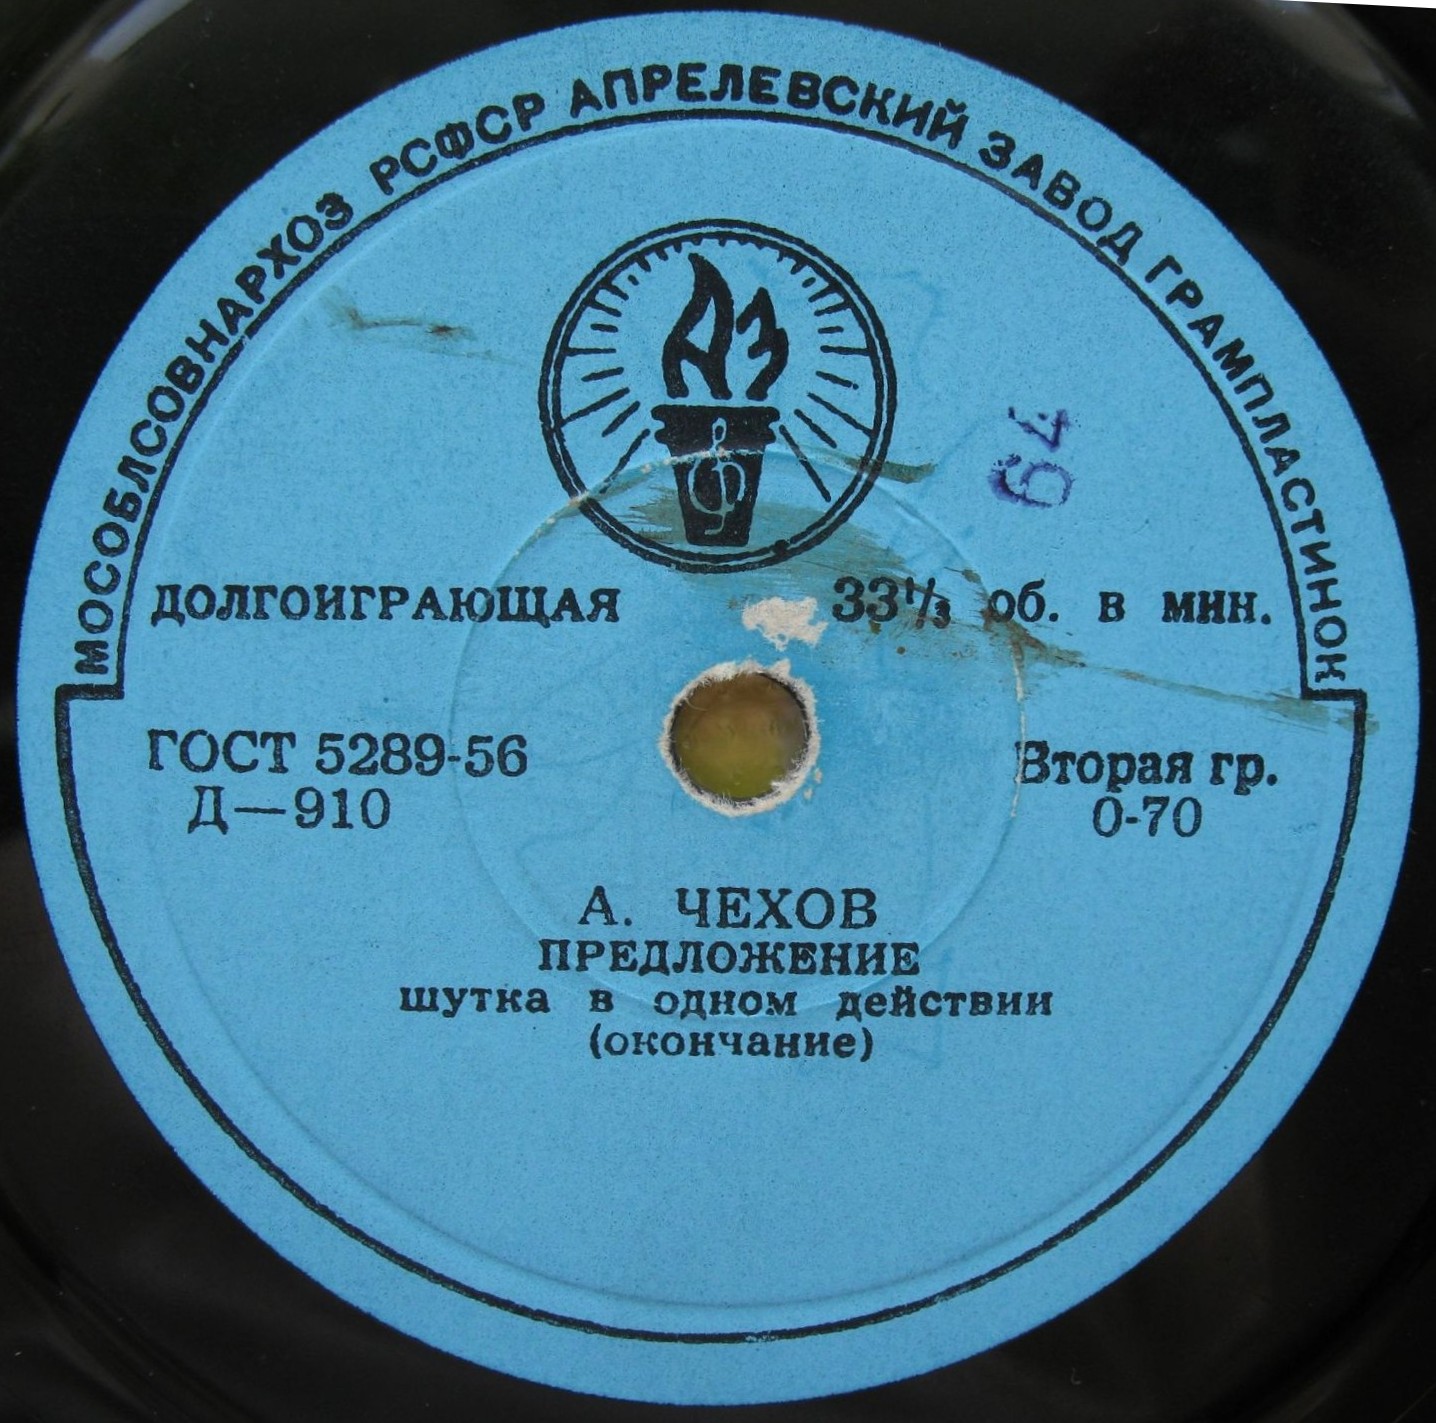 МОСОБЛСОВНАРХОЗ РСФСР АПРЕЛЕВСКИЙ ЗАВОД ГРАМПЛАСТИНОК
АЗ
64
ДОЛГОИГРАЮЩАЯ 33⅓ об. в мин.
ГОСТ 5289-56 Вторая гр.
Д—910 0-70
А. ЧЕХОВ
ПРЕДЛОЖЕНИЕ
шутка в одном действии
(окончание)